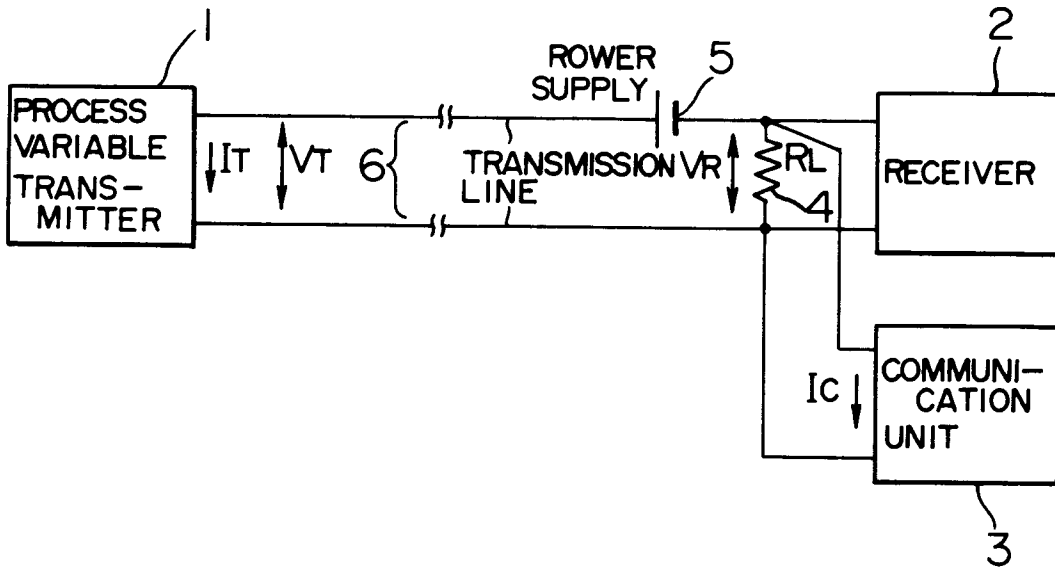 1
PROCESS
VARIABLE
TRANS-
MITTER
IT
VT
6
TRANSMISSION
LINE
ROWER
SUPPLY
5
VR
RL
4
2
RECEIVER
IC
COMMUNI-
CATION
UNIT
3